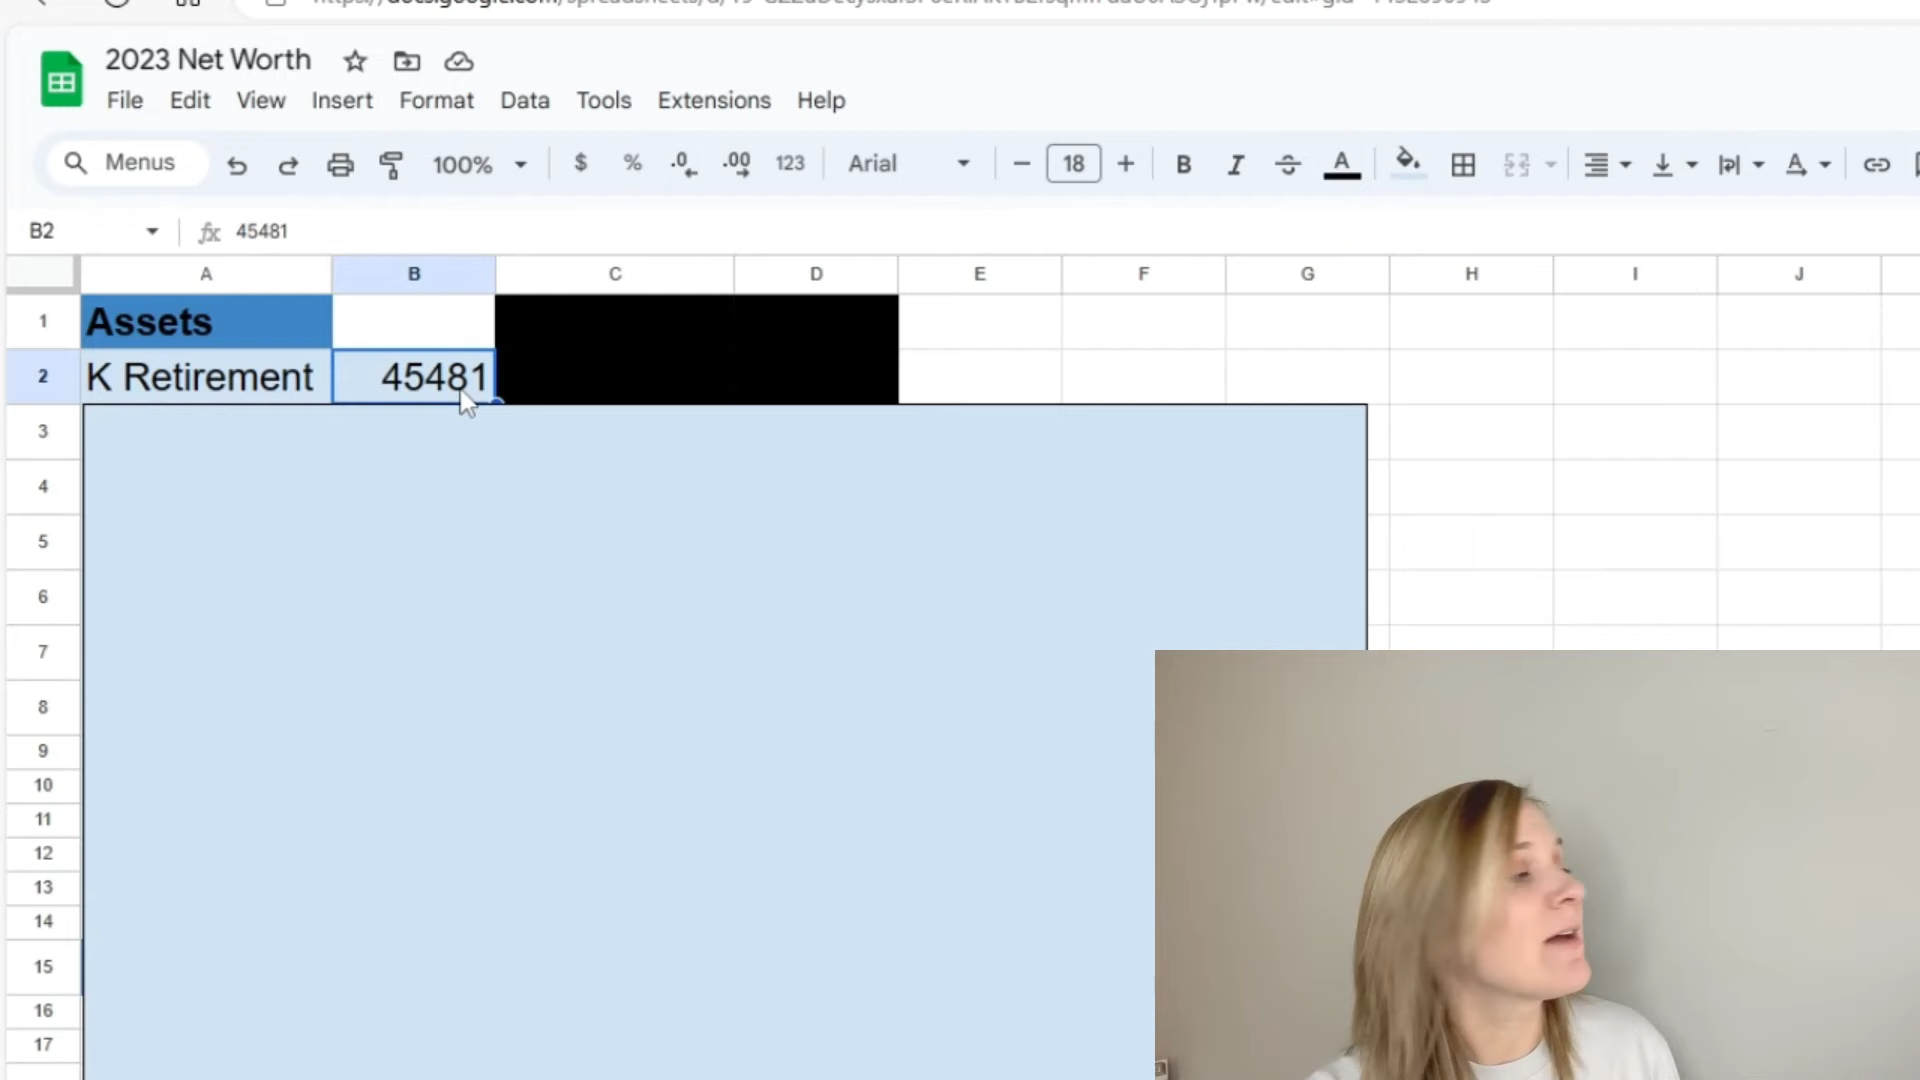 2023 Net Worth
File Edit View Insert Format Data Tools Extensions Help
Menus 100% $ % .0 .00 123 Arial 18 B I A A
B2 fx 45481
A B C D E F G H I J
1 Assets
2 K Retirement 45481
3
4
5
6
7
8
9
10
11
12
13
14
15
16
17